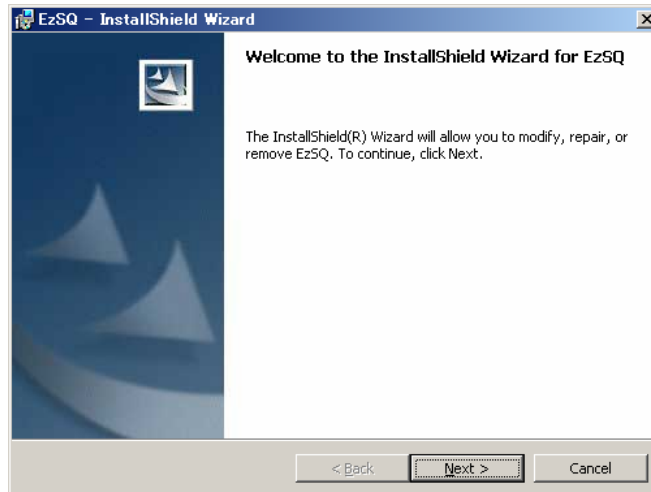 EzSQ - InstallShield Wizard
Welcome to the InstallShield Wizard for EzSQ
The InstallShield(R) Wizard will allow you to modify, repair, or
remove EzSQ. To continue, click Next.
< Back
Next >
Cancel